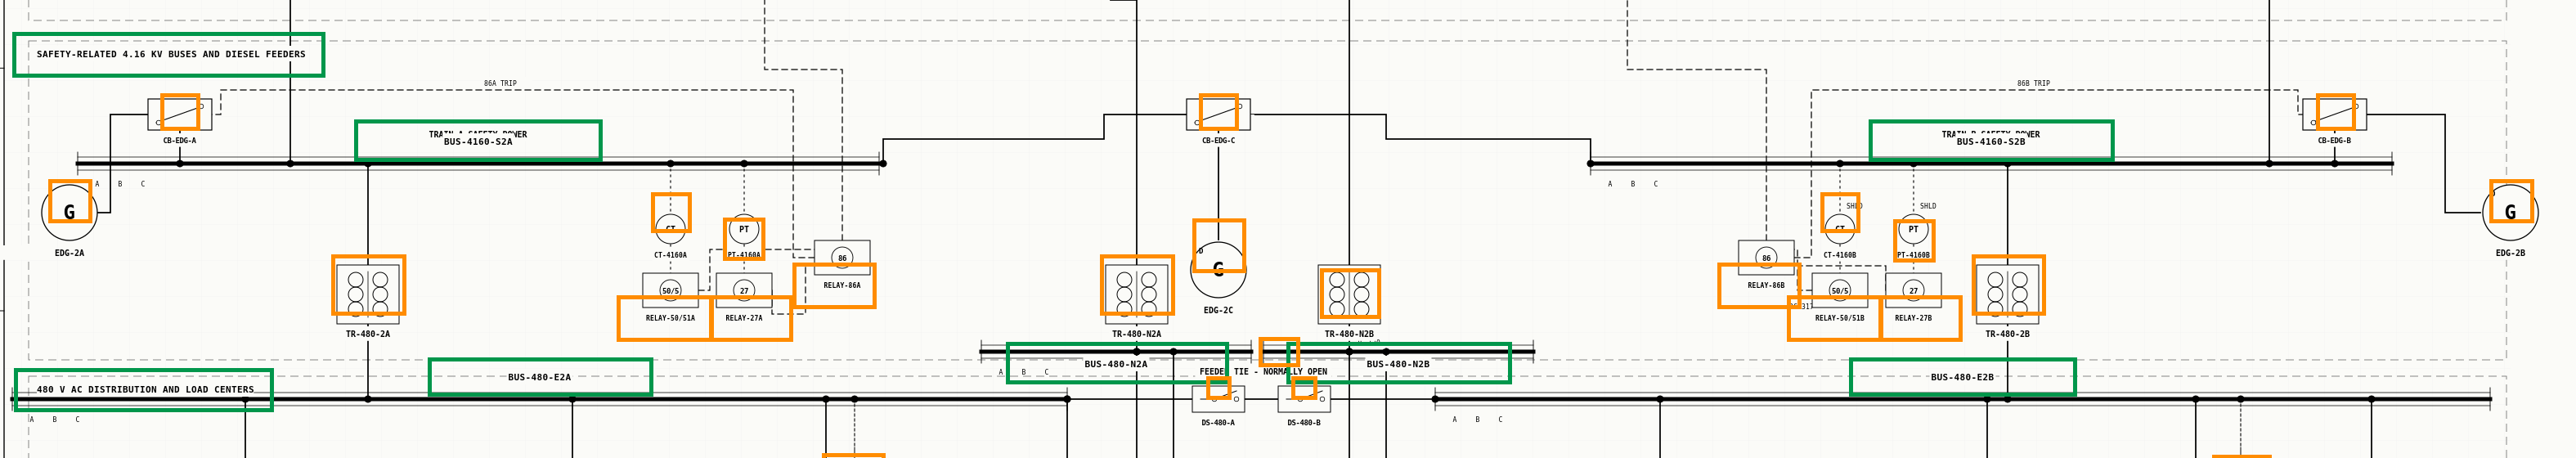 SAFETY-RELATED 4.16 KV BUSES AND DIESEL FEEDERS
86A TRIP
86B TRIP
CB-EDG-A
BUS-4160-S2A
CB-EDG-C
BUS-4160-S2B
CB-EDG-B
A B C
A B C
G
EDG-2A
CT-4160A
PT
PT-4160A
86
RELAY-86A
50/5
RELAY-50/51A
27
RELAY-27A
TR-480-2A
TR-480-N2A
G
EDG-2C
TR-480-N2B
86
RELAY-86B
SHLD
CT-4160B
SHLD
PT
PT-4160B
50/5
RELAY-50/51B
27
RELAY-27B
TR-480-2B
G
EDG-2B
BUS-480-N2A
BUS-480-N2B
A B C
FEEDER TIE - NORMALLY OPEN
BUS-480-E2A
BUS-480-E2B
480 V AC DISTRIBUTION AND LOAD CENTERS
A B C
DS-480-A
DS-480-B
A B C